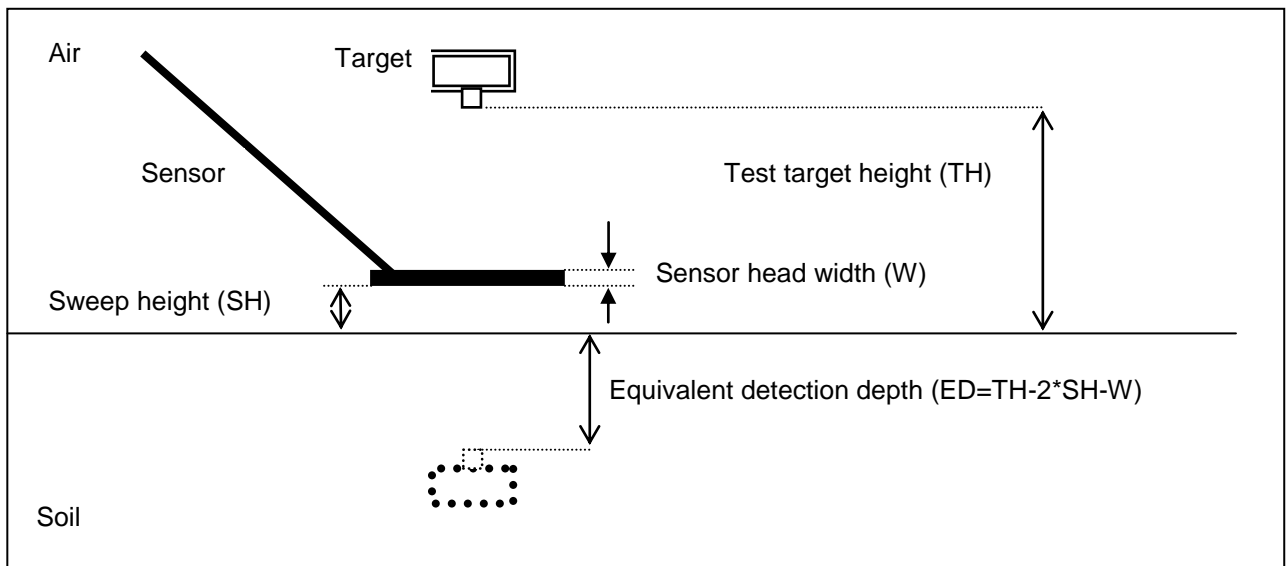 Air
Target
Sensor
Test target height (TH)
Sensor head width (W)
Sweep height (SH)
Equivalent detection depth (ED=TH-2*SH-W)
Soil